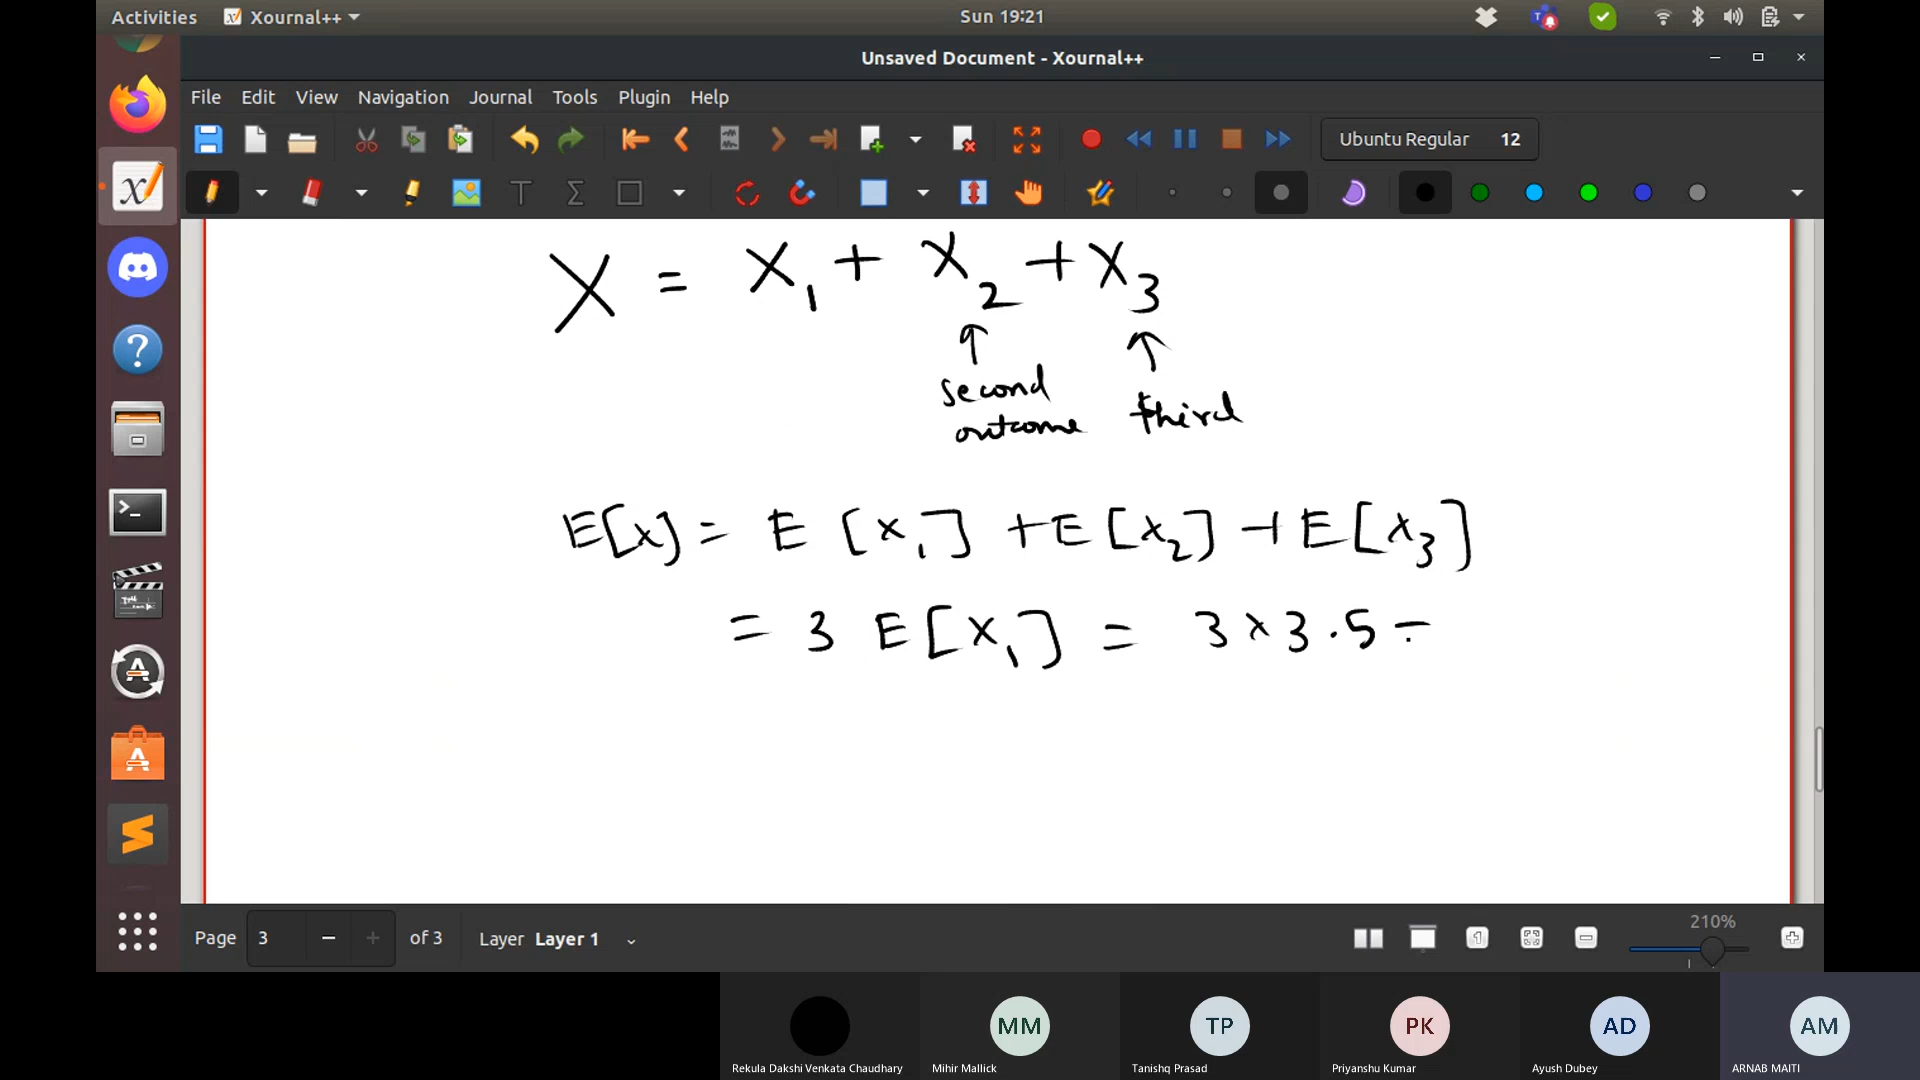 Activities Xournal++ Sun 19:21
Unsaved Document - Xournal++
File Edit View Navigation Journal Tools Plugin Help
Ubuntu Regular 12
X = X₁ + X₂ + X₃
↑ ↑
second third
outcome
E[X] = E[X₁] + E[X₂] + E[X₃]
= 3 E[X₁] = 3 × 3.5 =
Page 3 of 3 Layer Layer 1 210%
MM TP PK AD AM
Rekula Dakshi Venkata Chaudhary Mihir Mallick Tanishq Prasad Priyanshu Kumar Ayush Dubey ARNAB MAITI